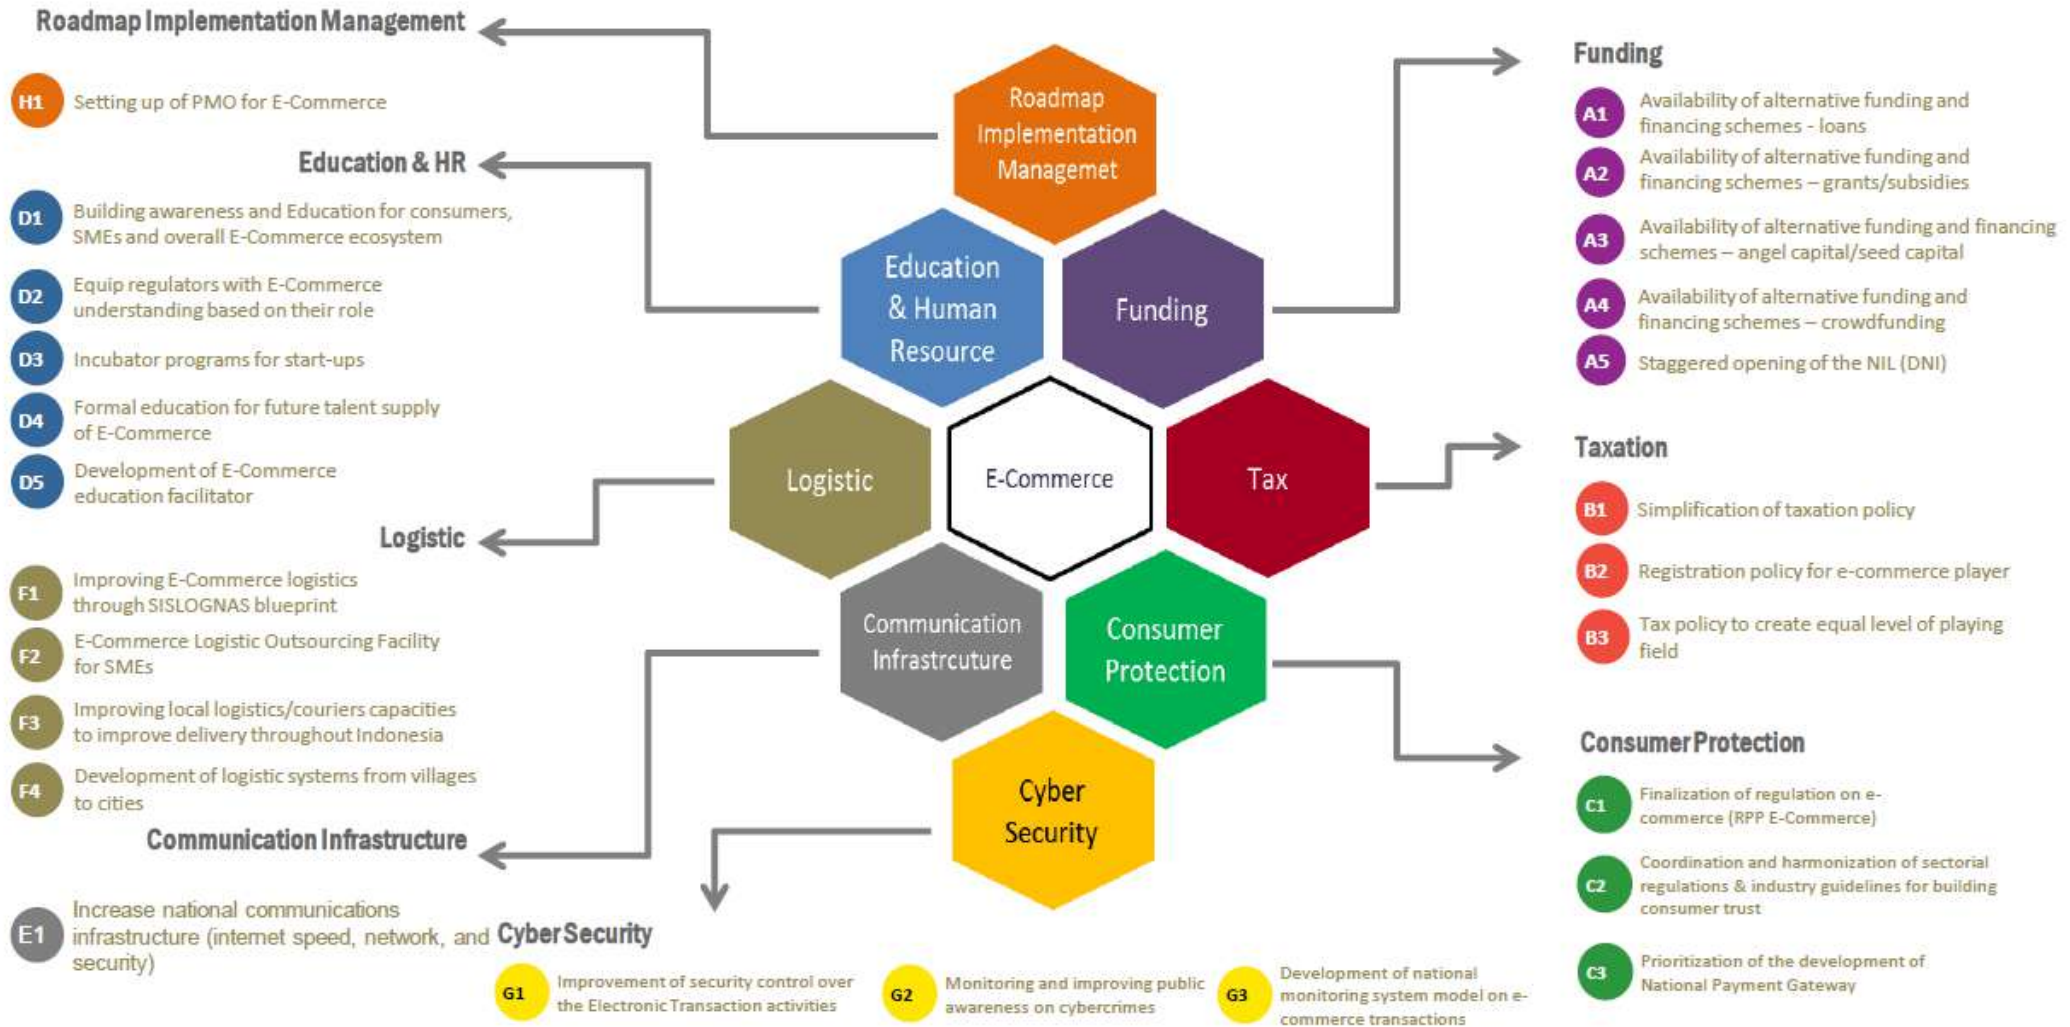 Roadmap Implementation Management
H1
Setting up of PMO for E-Commerce
Education & HR
D1
Building awareness and Education for consumers,
SMEs and overall E-Commerce ecosystem
D2
Equip regulators with E-Commerce
understanding based on their role
D3
Incubator programs for start-ups
D4
Formal education for future talent supply
of E-Commerce
D5
Development of E-Commerce
education facilitator
Logistic
F1
Improving E-Commerce logistics
through SISLOGNAS blueprint
F2
E-Commerce Logistic Outsourcing Facility
for SMEs
F3
Improving local logistics/couriers capacities
to improve delivery throughout Indonesia
F4
Development of logistic systems from villages
to cities
Communication Infrastructure
E1
Increase national communications
infrastructure (internet speed, network, and
security)
Roadmap
Implementation
Managemet
Education
& Human
Resource
Funding
Logistic
E-Commerce
Tax
Communication
Infrastrcuture
Consumer
Protection
Cyber
Security
Cyber Security
G1
Improvement of security control over
the Electronic Transaction activities
G2
Monitoring and improving public
awareness on cybercrimes
G3
Development of national
monitoring system model on e-
commerce transactions
Funding
A1
Availability of alternative funding and
financing schemes - loans
A2
Availability of alternative funding and
financing schemes – grants/subsidies
A3
Availability of alternative funding and financing
schemes – angel capital/seed capital
A4
Availability of alternative funding and
financing schemes – crowdfunding
A5
Staggered opening of the NIL (DNI)
Taxation
B1
Simplification of taxation policy
B2
Registration policy for e-commerce player
B3
Tax policy to create equal level of playing
field
Consumer Protection
C1
Finalization of regulation on e-
commerce (RPP E-Commerce)
C2
Coordination and harmonization of sectorial
regulations & industry guidelines for building
consumer trust
C3
Prioritization of the development of
National Payment Gateway